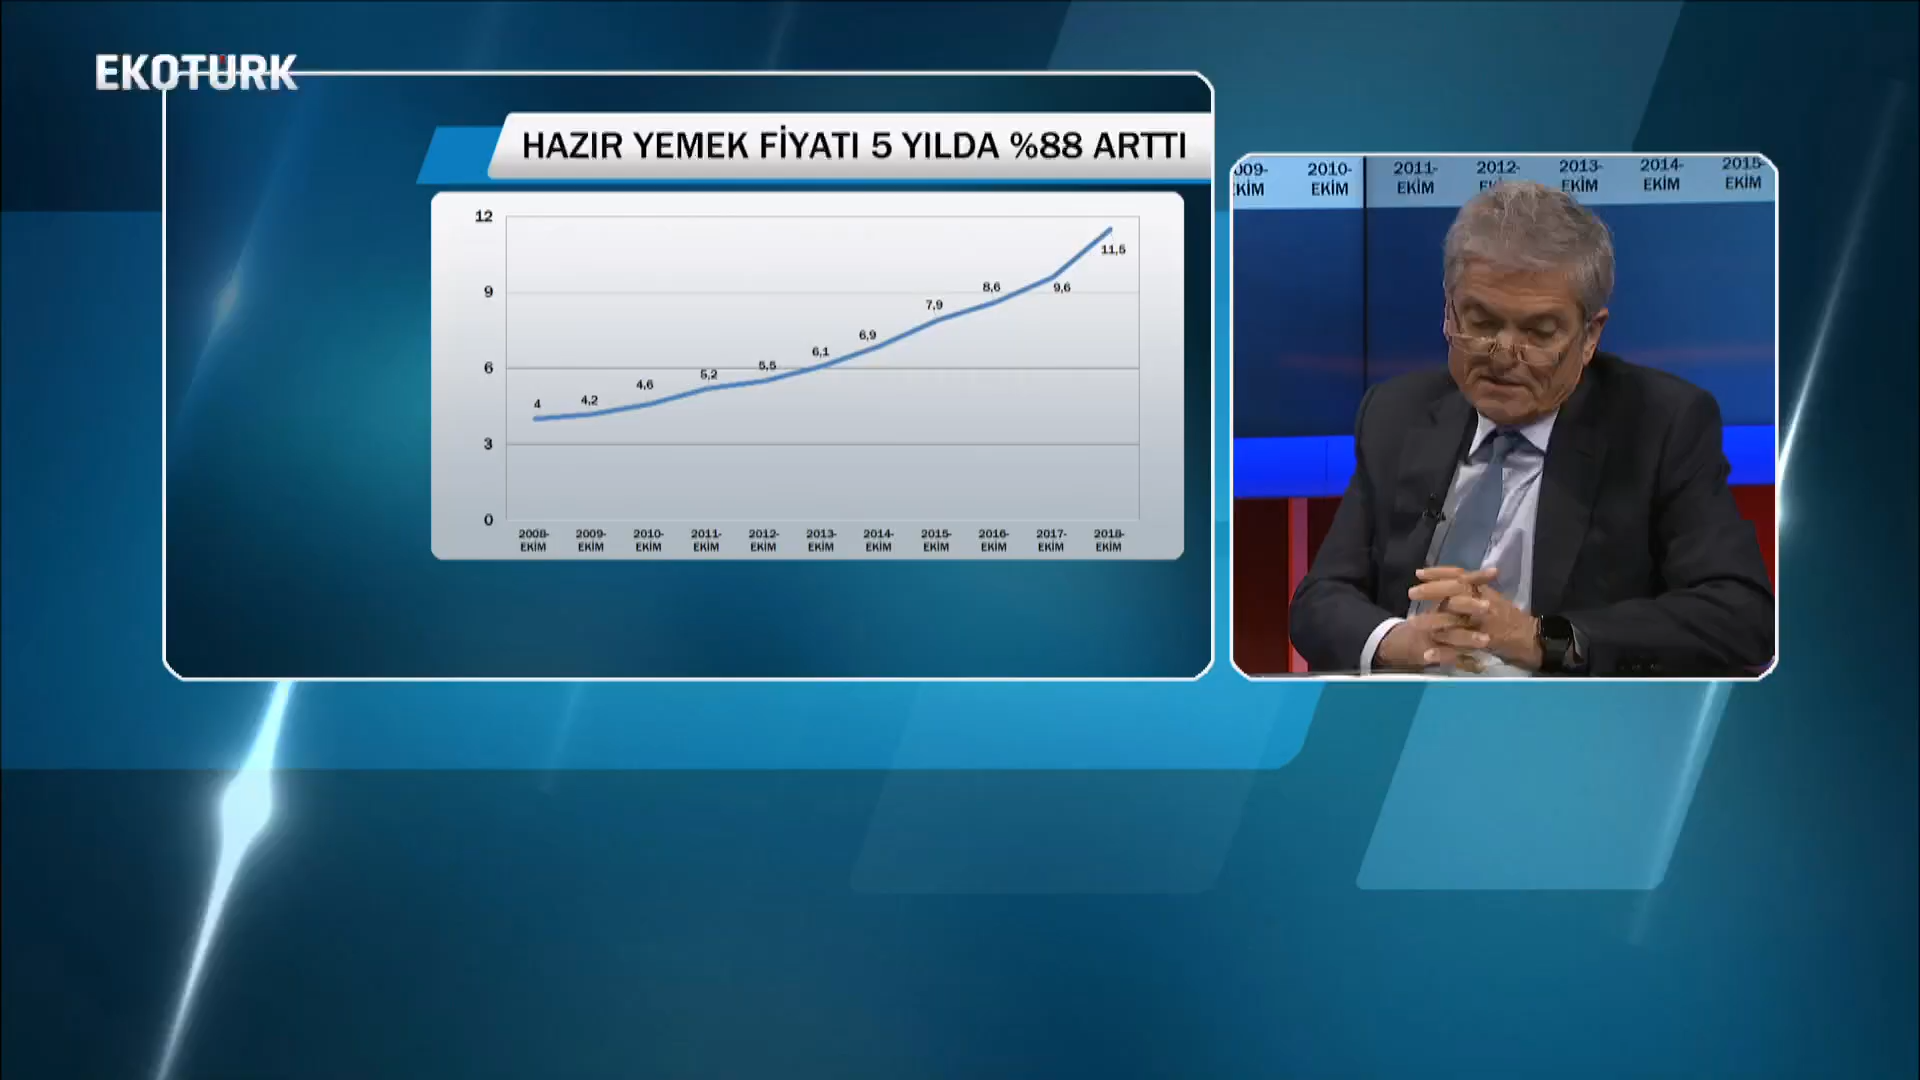 EKOTÜRK
HAZIR YEMEK FİYATI 5 YILDA %88 ARTTI
12
9
6
3
0
4
4,2
4,6
5,2
5,5
6,1
6,9
7,9
8,6
9,6
11,5
2008-
EKİM
2009-
EKİM
2010-
EKİM
2011-
EKİM
2012-
EKİM
2013-
EKİM
2014-
EKİM
2015-
EKİM
2016-
EKİM
2017-
EKİM
2018-
EKİM
009-
EKİM
2010-
EKİM
2011-
EKİM
2012-
EKİM
2013-
EKİM
2014-
EKİM
2015-
EKİM